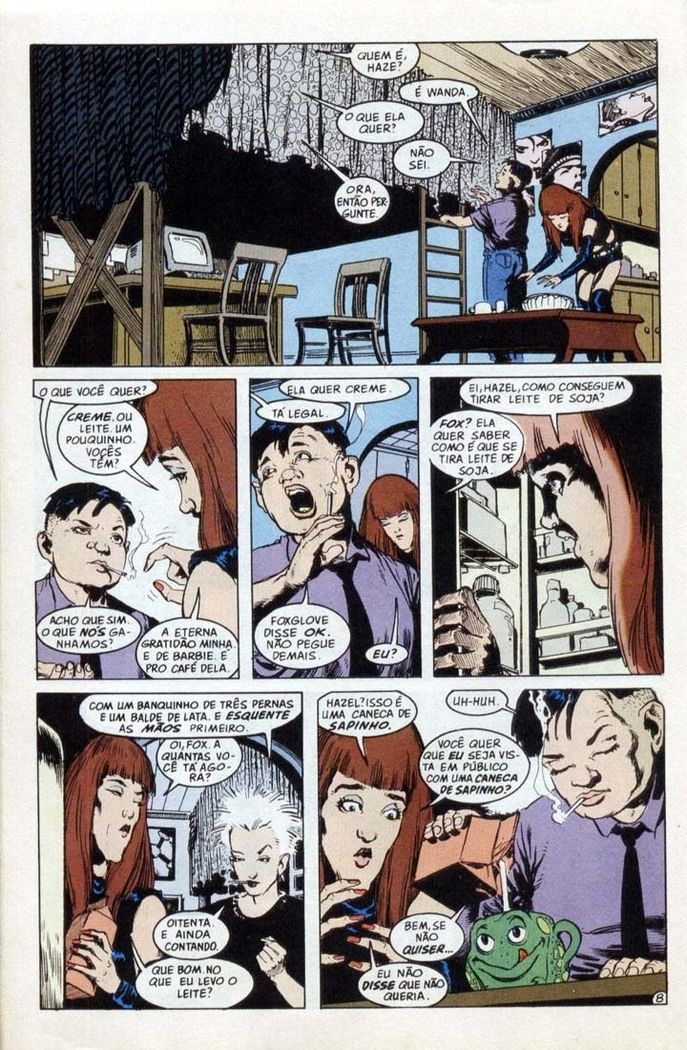 QUEM É,
HAZE?
É WANDA.
O QUE ELA
QUER?
NÃO
SEI.
ORA,
ENTÃO PER-
GUNTE.
O QUE VOCÊ QUER?
CREME, OU
LEITE. UM
POUQUINHO.
VOCÊS
TÊM?
ACHO QUE SIM.
O QUE NÓS GA-
NHAMOS?
A ETERNA
GRATIDÃO MINHA.
E DE BARBIE. E
PRO CAFÉ DELA.
ELA QUER CREME.
TÁ LEGAL.
FOXGLOVE
DISSE OK.
NÃO PEGUE
DEMAIS.
EU?
EI, HAZEL, COMO CONSEGUEM
TIRAR LEITE DE SOJA?
FOX? ELA
QUER SABER
COMO É QUE SE
TIRA LEITE DE
SOJA.
COM UM BANQUINHO DE TRÊS PERNAS
E UM BALDE DE LATA. E ESQUENTE
AS MÃOS PRIMEIRO.
OI, FOX. A
QUANTAS VO-
CÊ TÁ AGO-
RA?
OITENTA.
E AINDA
CONTANDO.
QUE BOM. NO
QUE EU LEVO O
LEITE?
HAZEL? ISSO É
UMA CANECA DE
SAPINHO.
UH-HUH.
VOCÊ QUER
QUE EU SEJA VIS-
TA EM PÚBLICO
COM UMA CANECA
DE SAPINHO?
BEM, SE
NÃO
QUISER...
EU NÃO
DISSE QUE NÃO
QUERIA.
8